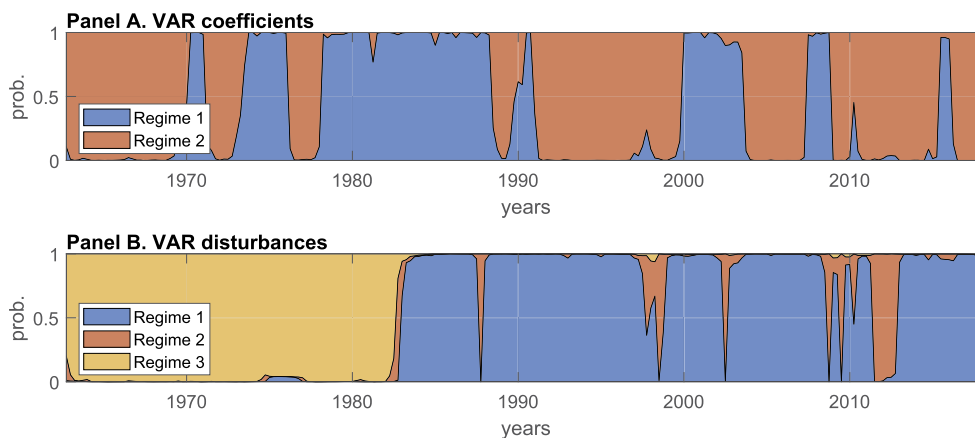 Panel A. VAR coefficients
1
0.5
0
prob.
Regime 1
Regime 2
1970 1980 1990 2000 2010
years
Panel B. VAR disturbances
1
0.5
0
prob.
Regime 1
Regime 2
Regime 3
1970 1980 1990 2000 2010
years